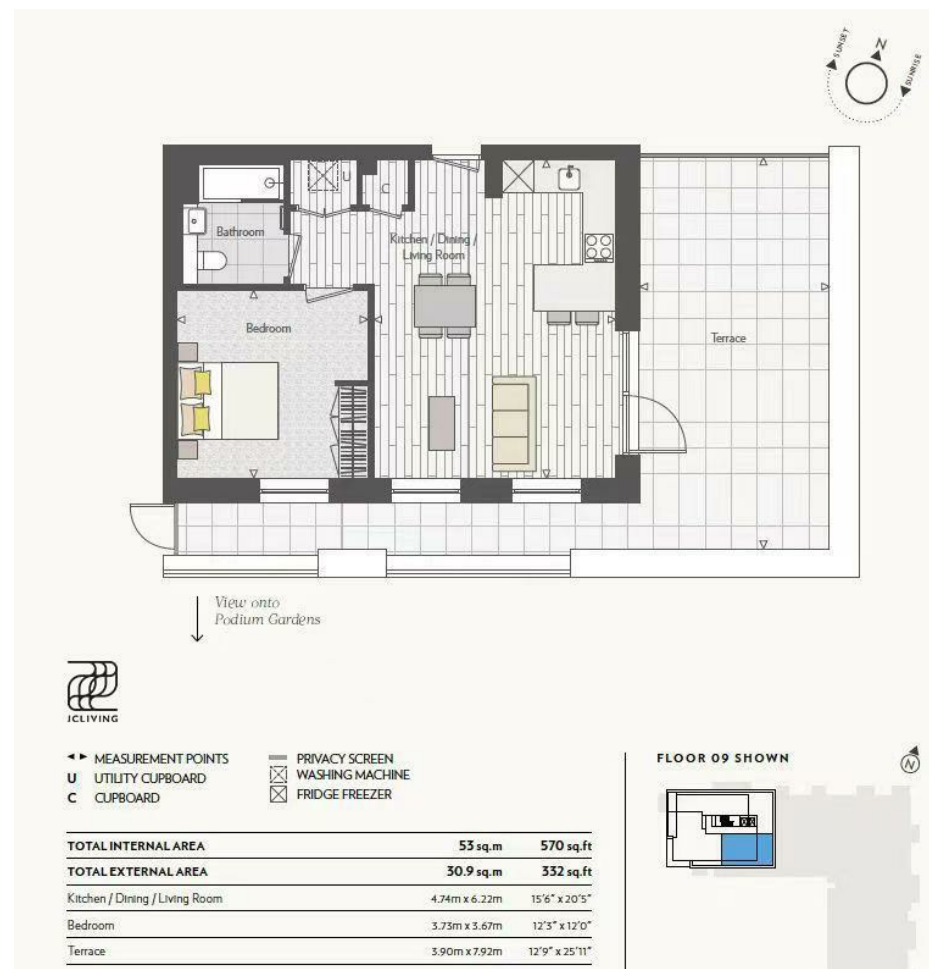 SUNSET
N
SUNRISE
U
C
Bathroom
Kitchen / Dining /
Living Room
Bedroom
Terrace
View onto
Podium Gardens
JCLIVING
MEASUREMENT POINTS
U UTILITY CUPBOARD
C CUPBOARD
PRIVACY SCREEN
WASHING MACHINE
FRIDGE FREEZER
FLOOR 09 SHOWN
N
TOTAL INTERNAL AREA 53 sq.m 570 sq.ft
TOTAL EXTERNAL AREA 30.9 sq.m 332 sq.ft
Kitchen / Dining / Living Room 4.74m x 6.22m 15'6" x 20'5"
Bedroom 3.73m x 3.67m 12'3" x 12'0"
Terrace 3.90m x 7.92m 12'9" x 25'11"